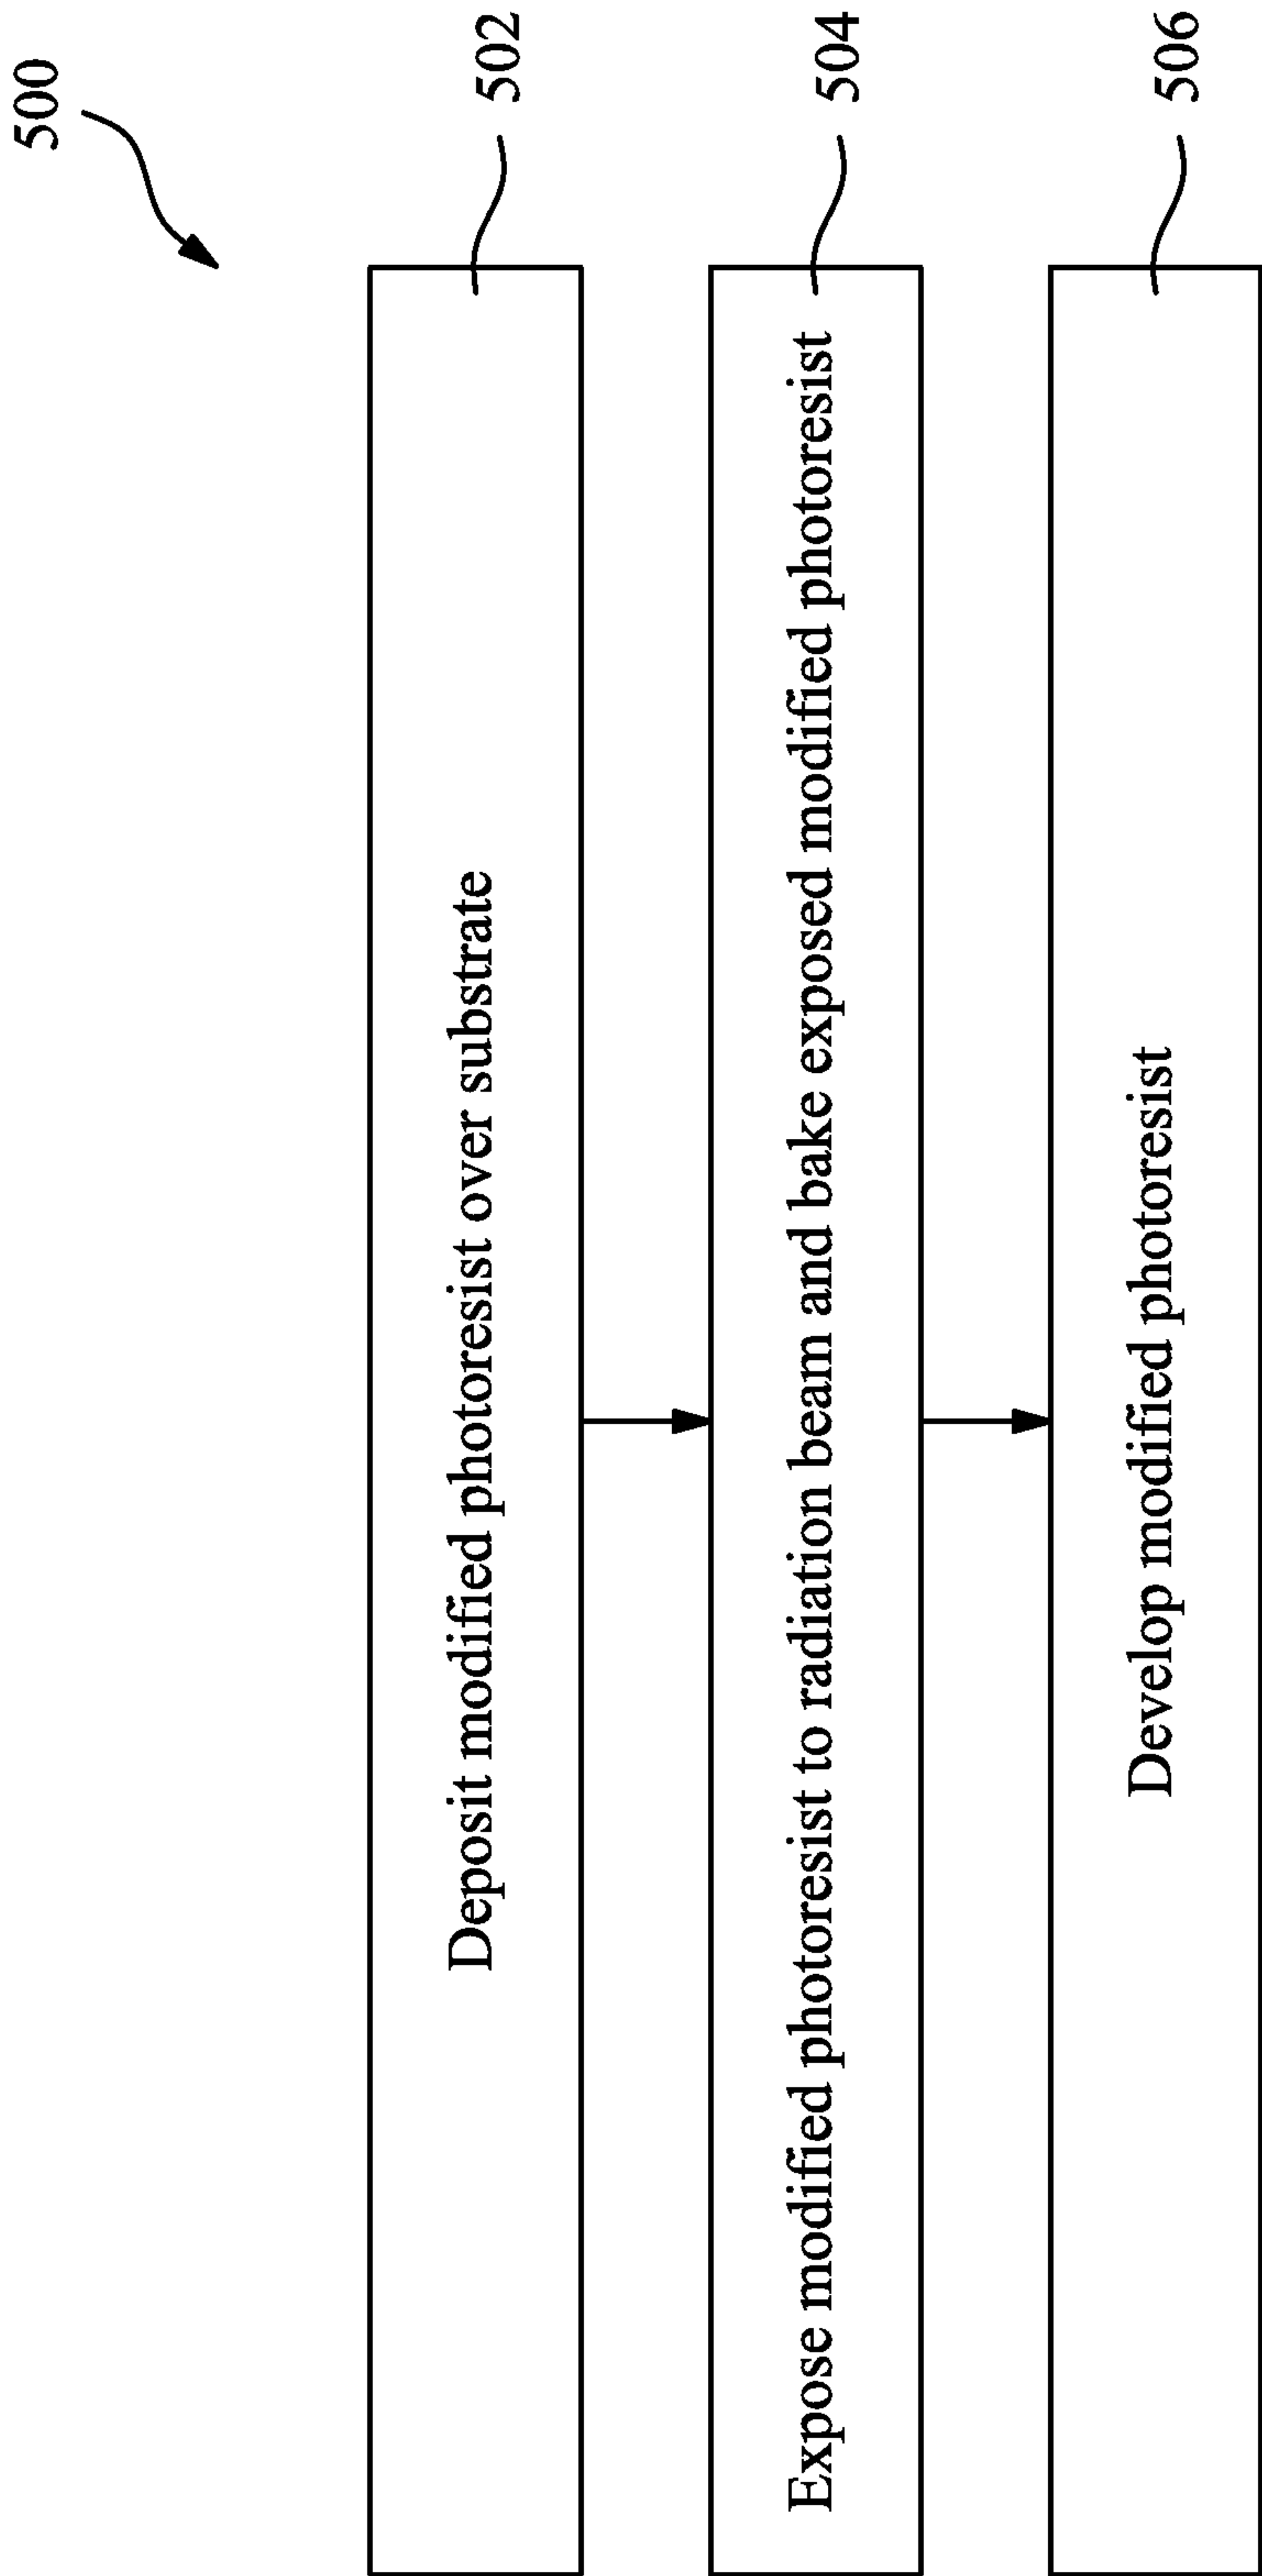 500
Deposit modified photoresist over substrate
502
Expose modified photoresist to radiation beam and bake exposed modified photoresist
504
Develop modified photoresist
506